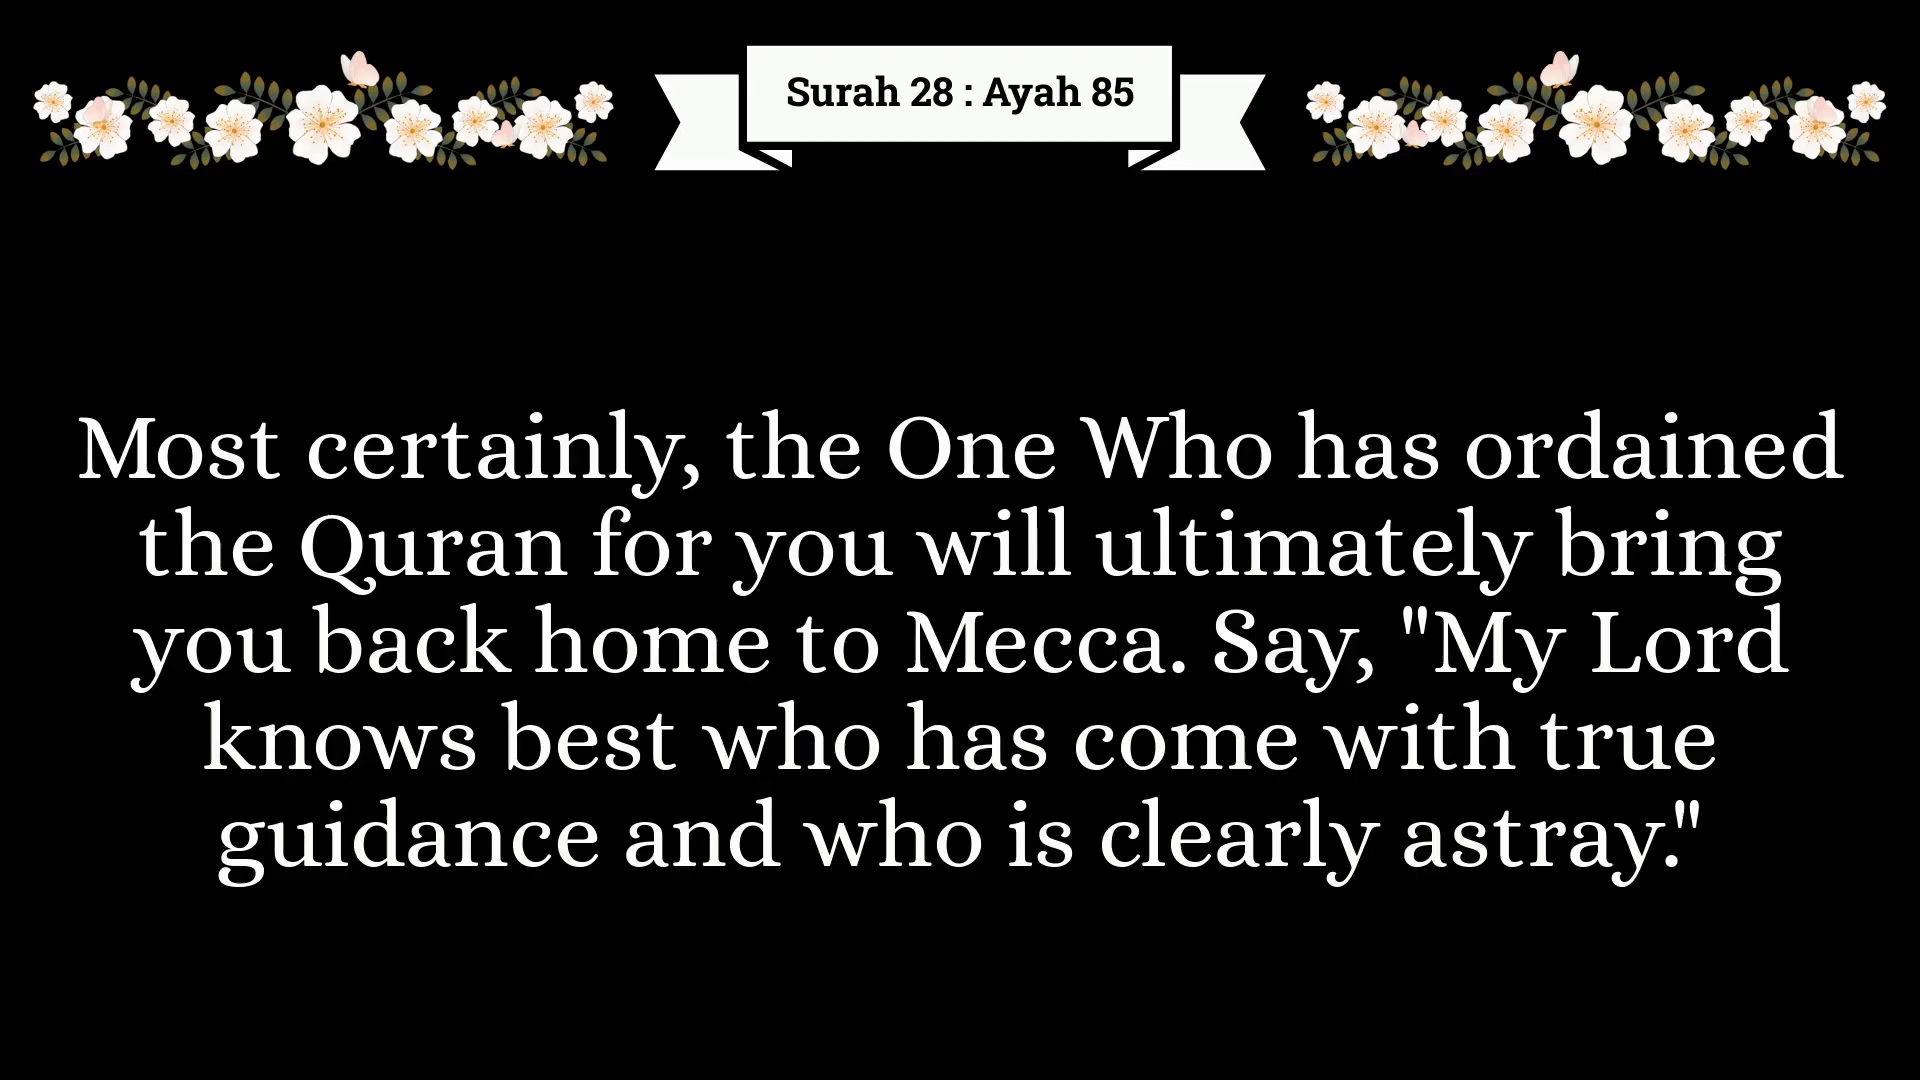 Surah 28 : Ayah 85
Most certainly, the One Who has ordained
the Quran for you will ultimately bring
you back home to Mecca. Say, "My Lord
knows best who has come with true
guidance and who is clearly astray."